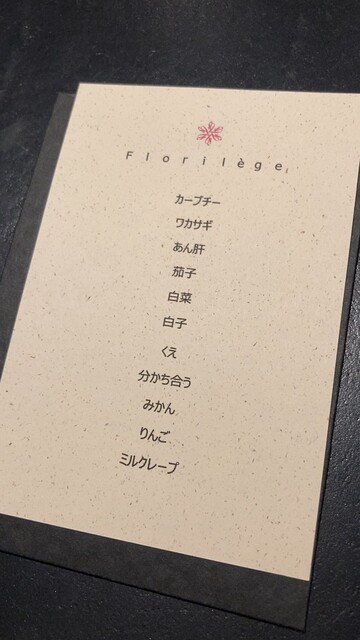 Florilège
カーブチー
ワカサギ
あん肝
茄子
白菜
白子
くえ
分かち合う
みかん
りんご
ミルクレープ